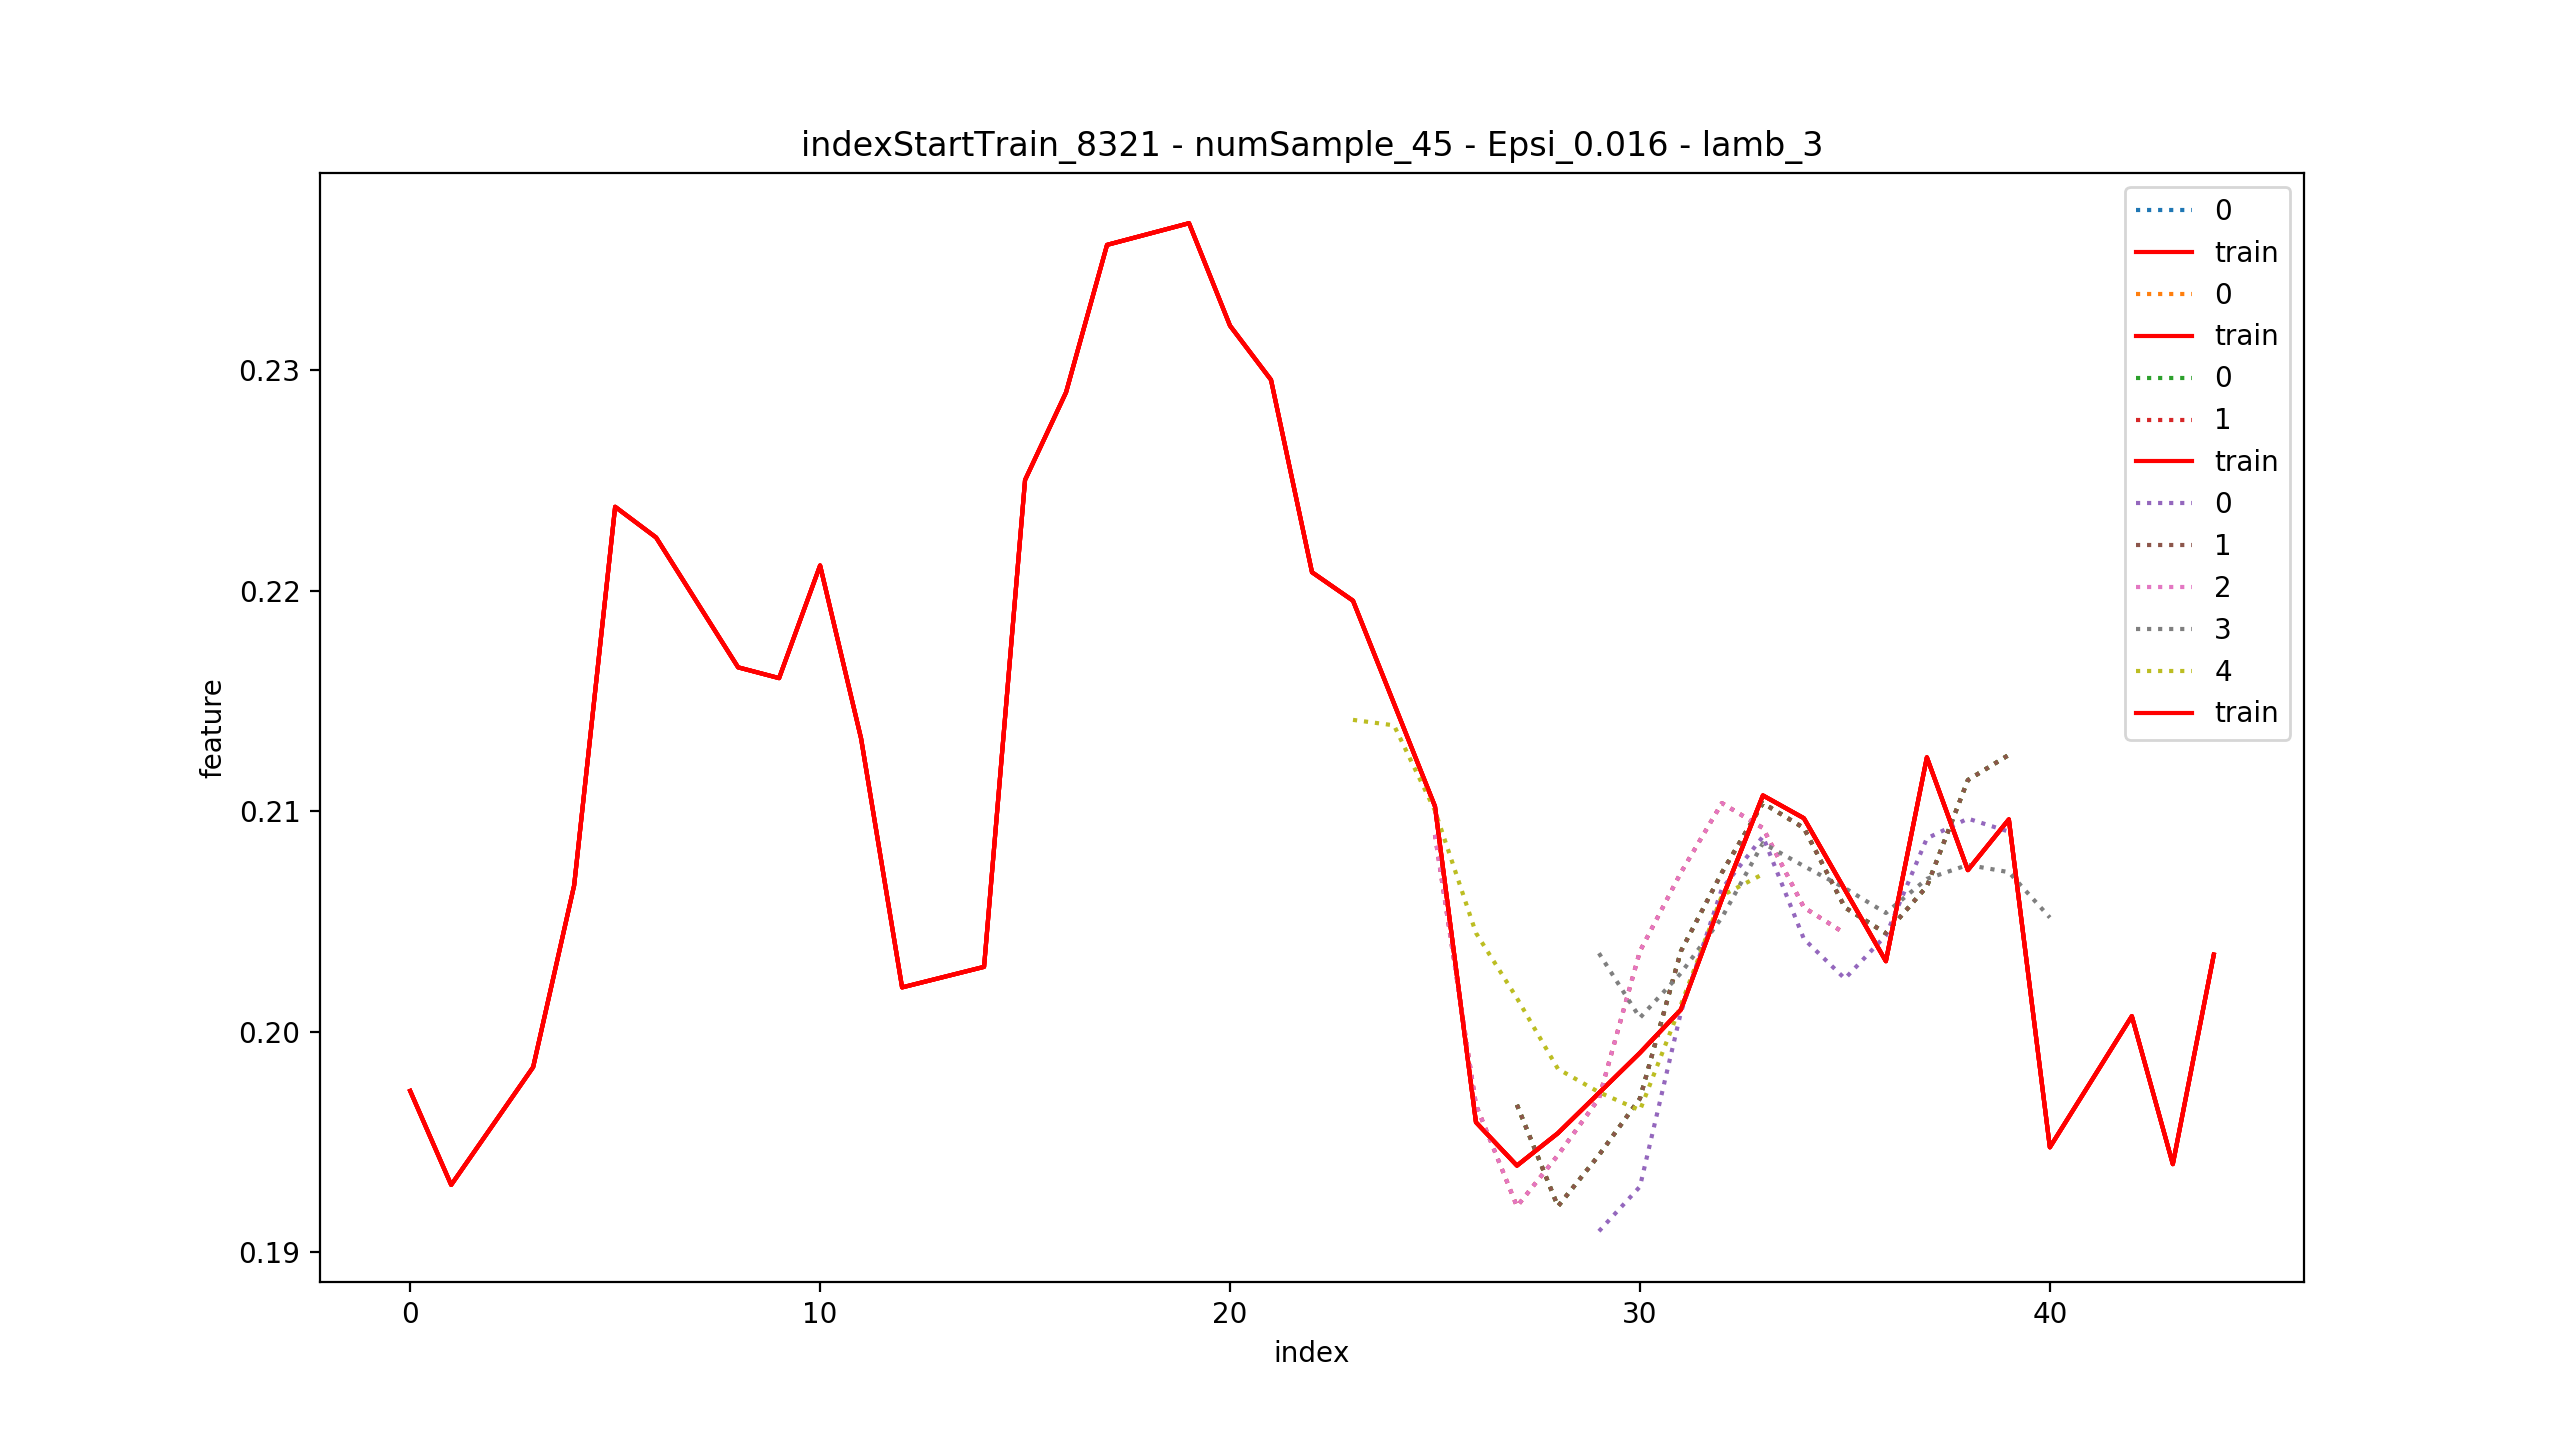 indexStartTrain_8321 - numSample_45 - Epsi_0.016 - lamb_3
0
train
0
train
0
1
train
0
1
2
3
4
train
feature
0.23
0.22
0.21
0.20
0.19
0 10 20 30 40
index